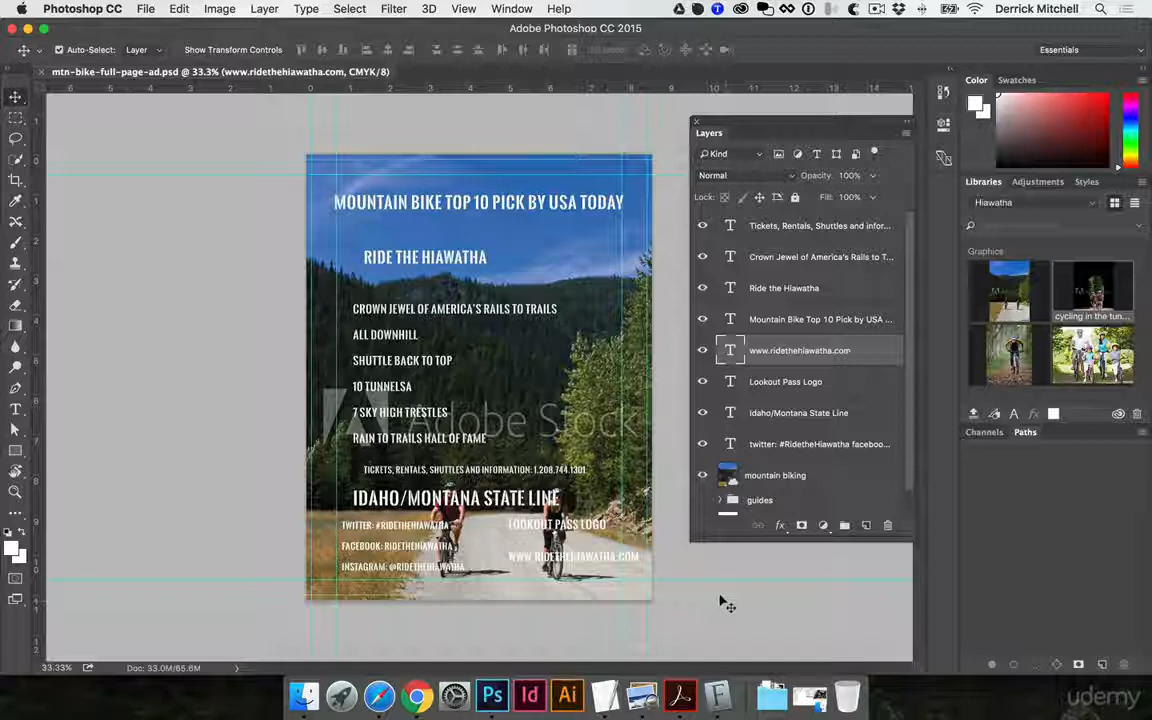 Photoshop CC File Edit Image Layer Type Select Filter 3D View Window Help Derrick Mitchell
Adobe Photoshop CC 2015
Auto-Select: Layer Show Transform Controls Essentials
mtn-bike-full-page-ad.psd @ 33.3% (www.ridethehiawatha.com, CMYK/8)
MOUNTAIN BIKE TOP 10 PICK BY USA TODAY
RIDE THE HIAWATHA
CROWN JEWEL OF AMERICA'S RAILS TO TRAILS
ALL DOWNHILL
SHUTTLE BACK TO TOP
10 TUNNELSA
7 SKY HIGH TRESTLES
Adobe Stock
RAIN TO TRAILS HALL OF FAME
TICKETS, RENTALS, SHUTTLES AND INFORMATION: 1.208.744.1301
IDAHO/MONTANA STATE LINE
TWITTER: #RIDETHEHIAWATHA
LOOKOUT PASS LOGO
FACEBOOK: RIDETHEHIAWATHA
WWW.RIDETHEHIAWATHA.COM
INSTAGRAM: @RIDETHEHIAWATHA
Layers
Kind
Normal Opacity: 100%
Lock: Fill: 100%
Tickets, Rentals, Shuttles and infor...
Crown Jewel of America's Rails to T...
Ride the Hiawatha
Mountain Bike Top 10 Pick by USA ...
www.ridethehiawatha.com
Lookout Pass Logo
Idaho/Montana State Line
twitter: #RidetheHiawatha faceboo...
mountain biking
guides
Color Swatches
Libraries Adjustments Styles
Hiawatha
Graphics
cycling in the tun...
Channels Paths
33.33% Doc: 33.0M/65.6M
Ps Id Ai
udemy